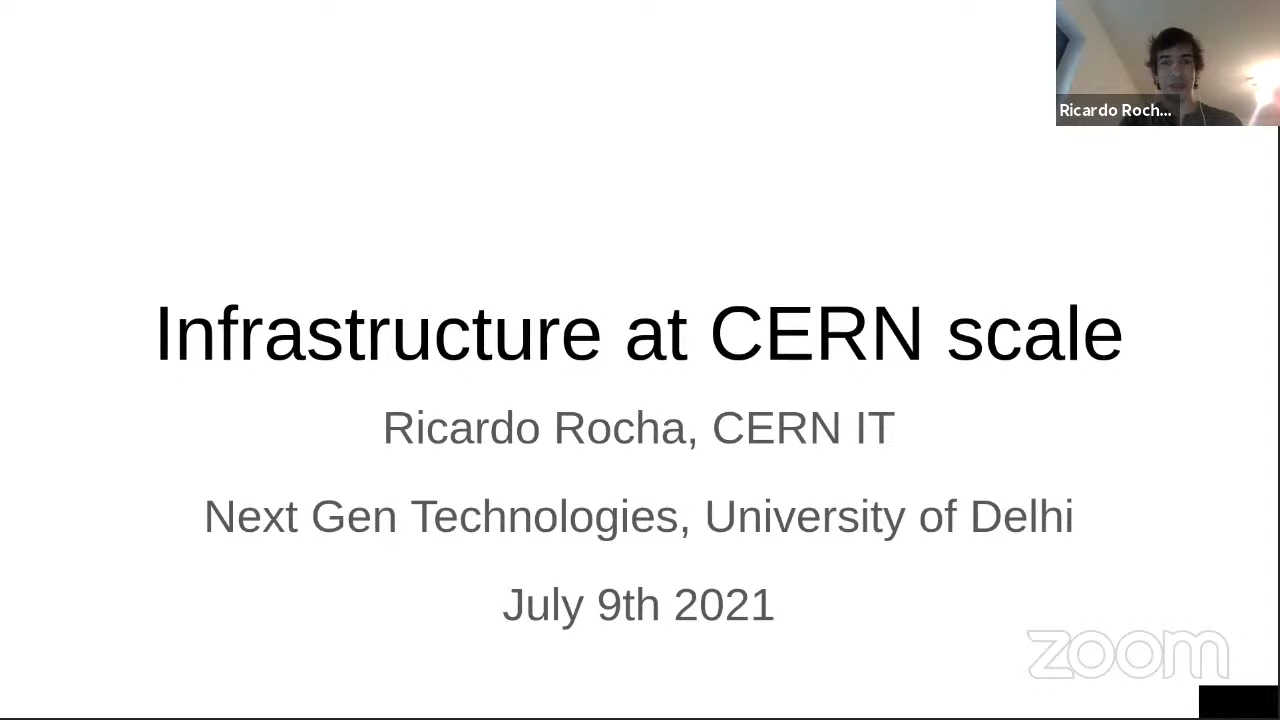 Ricardo Roch...
Infrastructure at CERN scale
Ricardo Rocha, CERN IT
Next Gen Technologies, University of Delhi
July 9th 2021
zoom